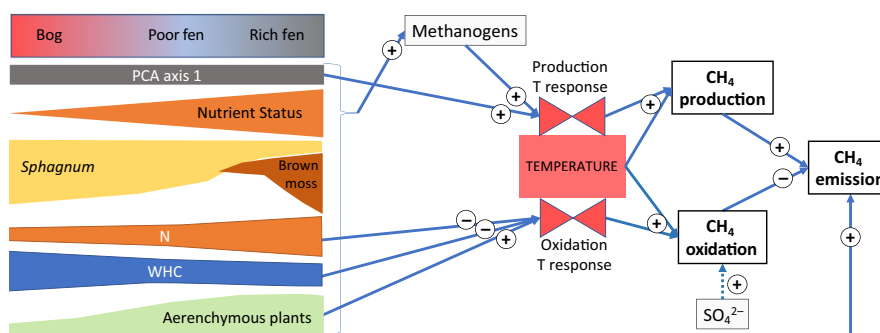 Bog Poor fen Rich fen
PCA axis 1
Nutrient Status
Sphagnum
Brown
moss
N
WHC
Aerenchymous plants
Methanogens
+
Production
T response
+
+
+
TEMPERATURE
−
−
+
+
Oxidation
T response
CH₄
production
+
−
CH₄
emission
CH₄
oxidation
+
+
SO₄²⁻